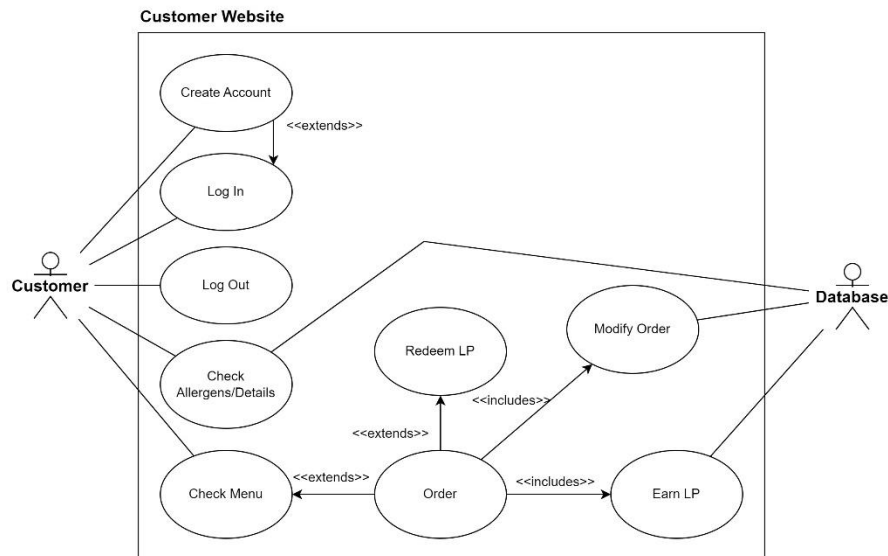 Customer Website
Create Account
<<extends>>
Log In
Customer
Log Out
Database
Modify Order
Redeem LP
Check
Allergens/Details
<<includes>>
<<extends>>
Check Menu
<<extends>>
Order
<<includes>>
Earn LP